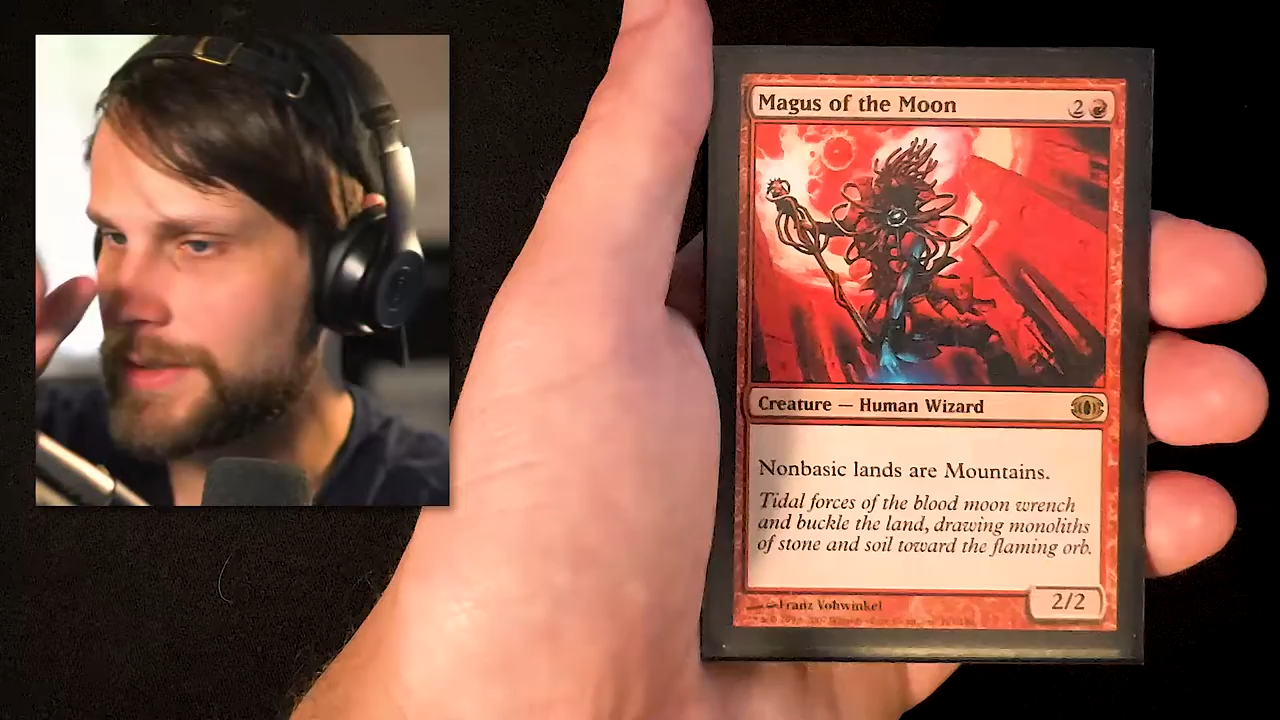 Magus of the Moon 2
Creature — Human Wizard
Nonbasic lands are Mountains.
Tidal forces of the blood moon wrench
and buckle the land, drawing monoliths
of stone and soil toward the flaming orb.
Franz Vohwinkel
2/2